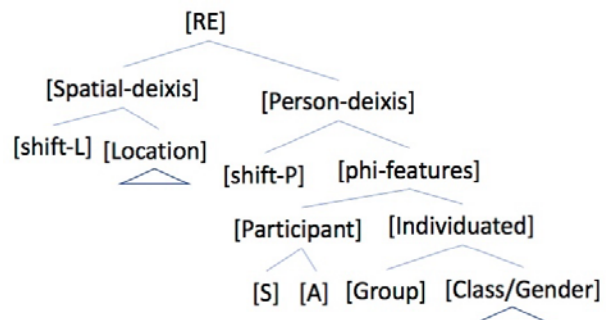 [RE]
[Spatial-deixis]
[Person-deixis]
[shift-L] [Location]
[shift-P] [phi-features]
[Participant] [Individuated]
[S] [A] [Group] [Class/Gender]